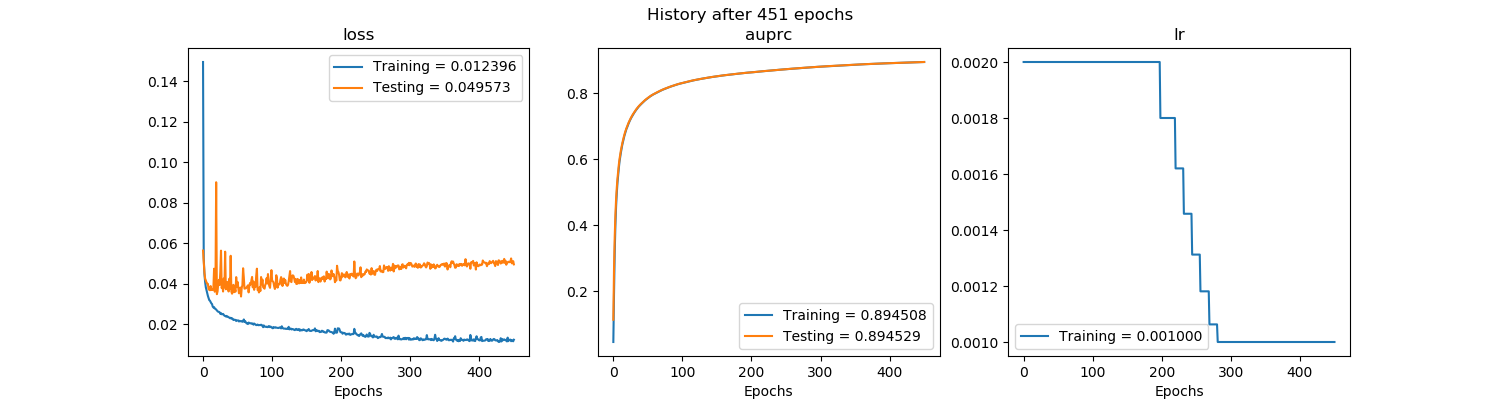 History after 451 epochs
loss
0.14
0.12
0.10
0.08
0.06
0.04
0.02
Training = 0.012396
Testing = 0.049573
0 100 200 300 400
Epochs
auprc
0.8
0.6
0.4
0.2
Training = 0.894508
Testing = 0.894529
0 100 200 300 400
lr
0.0020
0.0018
0.0016
0.0014
0.0012
0.0010
Training = 0.001000
0 100 200 300 400
Epochs